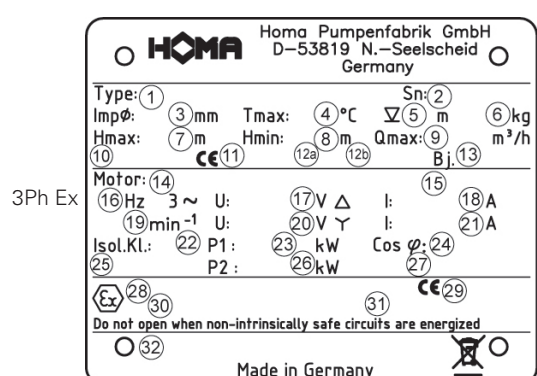 HOMA
Homa Pumpenfabrik GmbH
D-53819 N.-Seelscheid
Germany
Type: 1 Sn: 2
Impø: 3 mm Tmax: 4 °C ▽ 5 m 6 kg
Hmax: 7 m Hmin: 8 m Qmax: 9 m³/h
10 CE 11 12a 12b Bj. 13
3Ph Ex
Motor: 14 15
16 Hz 3~ U: 17 V △ I: 18 A
19 min⁻¹ U: 20 V Y I: 21 A
Isol.Kl.: 22 P1: 23 kW Cos φ: 24
25 P2: 26 kW 27
Ex 28 CE 29
30 31
Do not open when non-intrinsically safe circuits are energized
32
Made in Germany